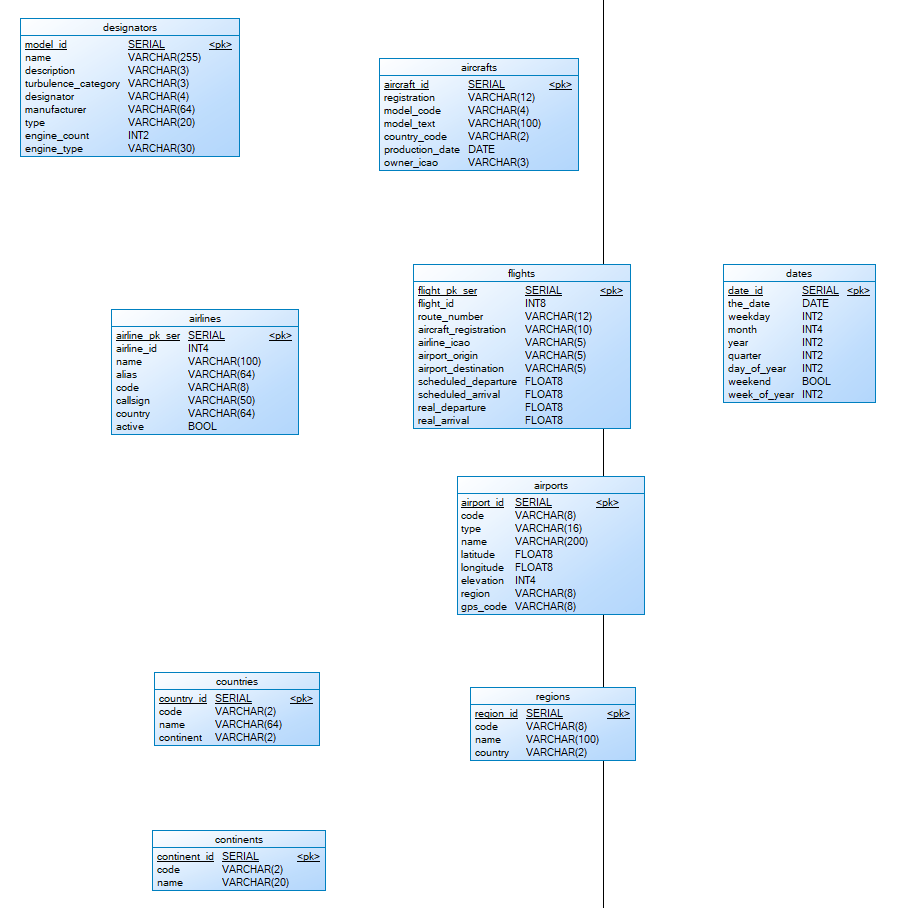 designators
model_id SERIAL <pk>
name VARCHAR(255)
description VARCHAR(3)
turbulence_category VARCHAR(3)
designator VARCHAR(4)
manufacturer VARCHAR(64)
type VARCHAR(20)
engine_count INT2
engine_type VARCHAR(30)
aircrafts
aircraft_id SERIAL <pk>
registration VARCHAR(12)
model_code VARCHAR(4)
model_text VARCHAR(100)
country_code VARCHAR(2)
production_date DATE
owner_icao VARCHAR(3)
flights
flight_pk_ser SERIAL <pk>
flight_id INT8
route_number VARCHAR(12)
aircraft_registration VARCHAR(10)
airline_icao VARCHAR(5)
airport_origin VARCHAR(5)
airport_destination VARCHAR(5)
scheduled_departure FLOAT8
scheduled_arrival FLOAT8
real_departure FLOAT8
real_arrival FLOAT8
dates
date_id SERIAL <pk>
the_date DATE
weekday INT2
month INT4
year INT2
quarter INT2
day_of_year INT2
weekend BOOL
week_of_year INT2
airlines
airline_pk_ser SERIAL <pk>
airline_id INT4
name VARCHAR(100)
alias VARCHAR(64)
code VARCHAR(8)
callsign VARCHAR(50)
country VARCHAR(64)
active BOOL
airports
airport_id SERIAL <pk>
code VARCHAR(8)
type VARCHAR(16)
name VARCHAR(200)
latitude FLOAT8
longitude FLOAT8
elevation INT4
region VARCHAR(8)
gps_code VARCHAR(8)
countries
country_id SERIAL <pk>
code VARCHAR(2)
name VARCHAR(64)
continent VARCHAR(2)
regions
region_id SERIAL <pk>
code VARCHAR(8)
name VARCHAR(100)
country VARCHAR(2)
continents
continent_id SERIAL <pk>
code VARCHAR(2)
name VARCHAR(20)